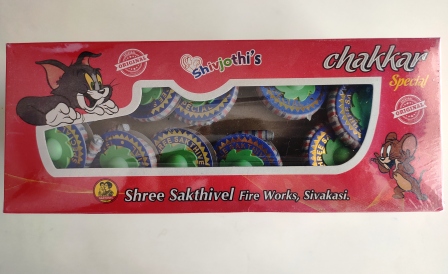 Shivjothi's
chakkar
Special
ORIGINAL
ORIGINAL
Shree Sakthivel Fire Works, Sivakasi.